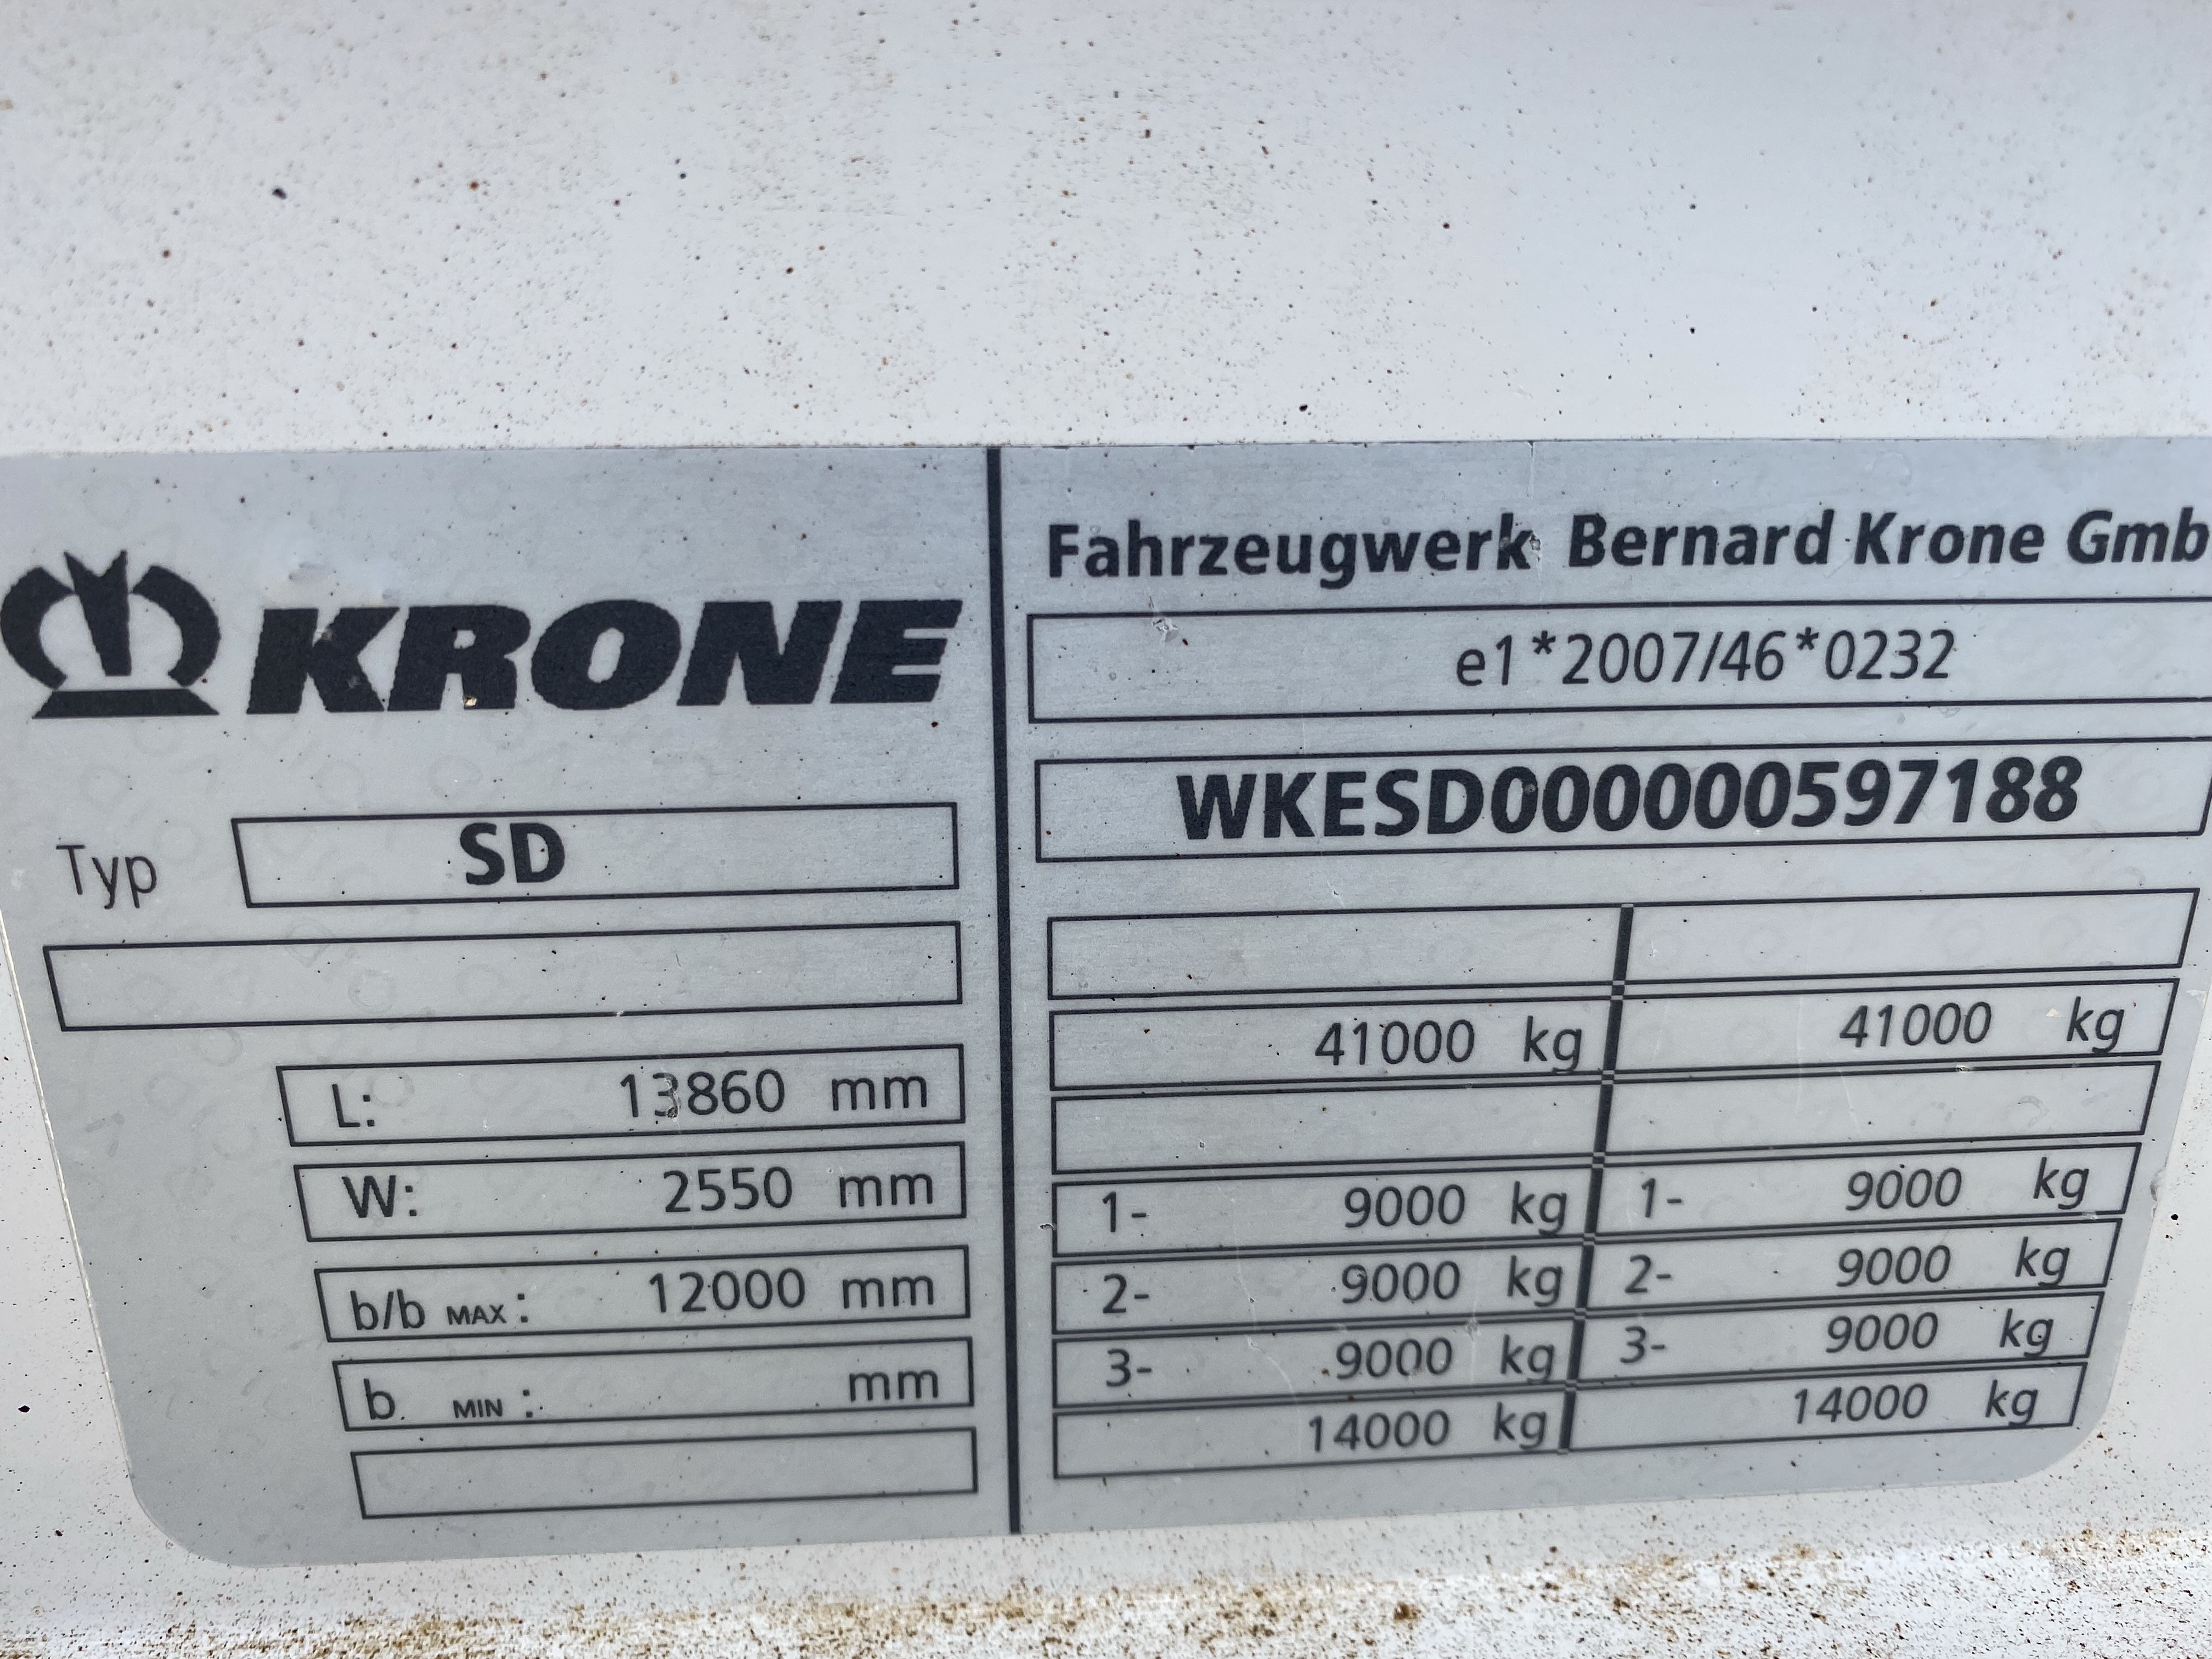 KRONE
Typ SD
L: 13860 mm
W: 2550 mm
b/b MAX: 12000 mm
b MIN: mm
Fahrzeugwerk Bernard Krone Gmb
e1*2007/46*0232
WKESD000000597188
41000 kg 41000 kg
1- 9000 kg 1- 9000 kg
2- 9000 kg 2- 9000 kg
3- 9000 kg 3- 9000 kg
14000 kg 14000 kg